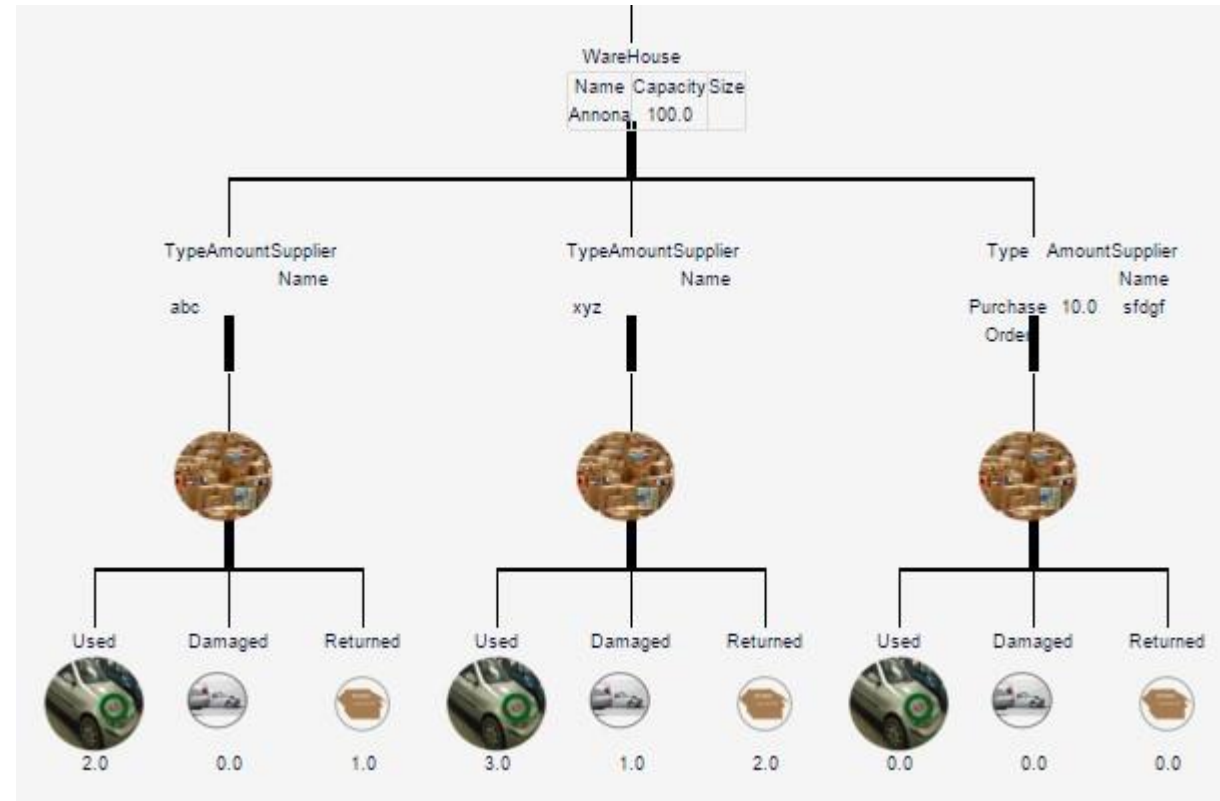 WareHouse
Name Capacity Size
Annona 100.0
TypeAmountSupplier TypeAmountSupplier Type AmountSupplier
Name Name Name
abc xyz Purchase 10.0 sfdgf
Order
Used Damaged Returned Used Damaged Returned Used Damaged Returned
2.0 0.0 1.0 3.0 1.0 2.0 0.0 0.0 0.0